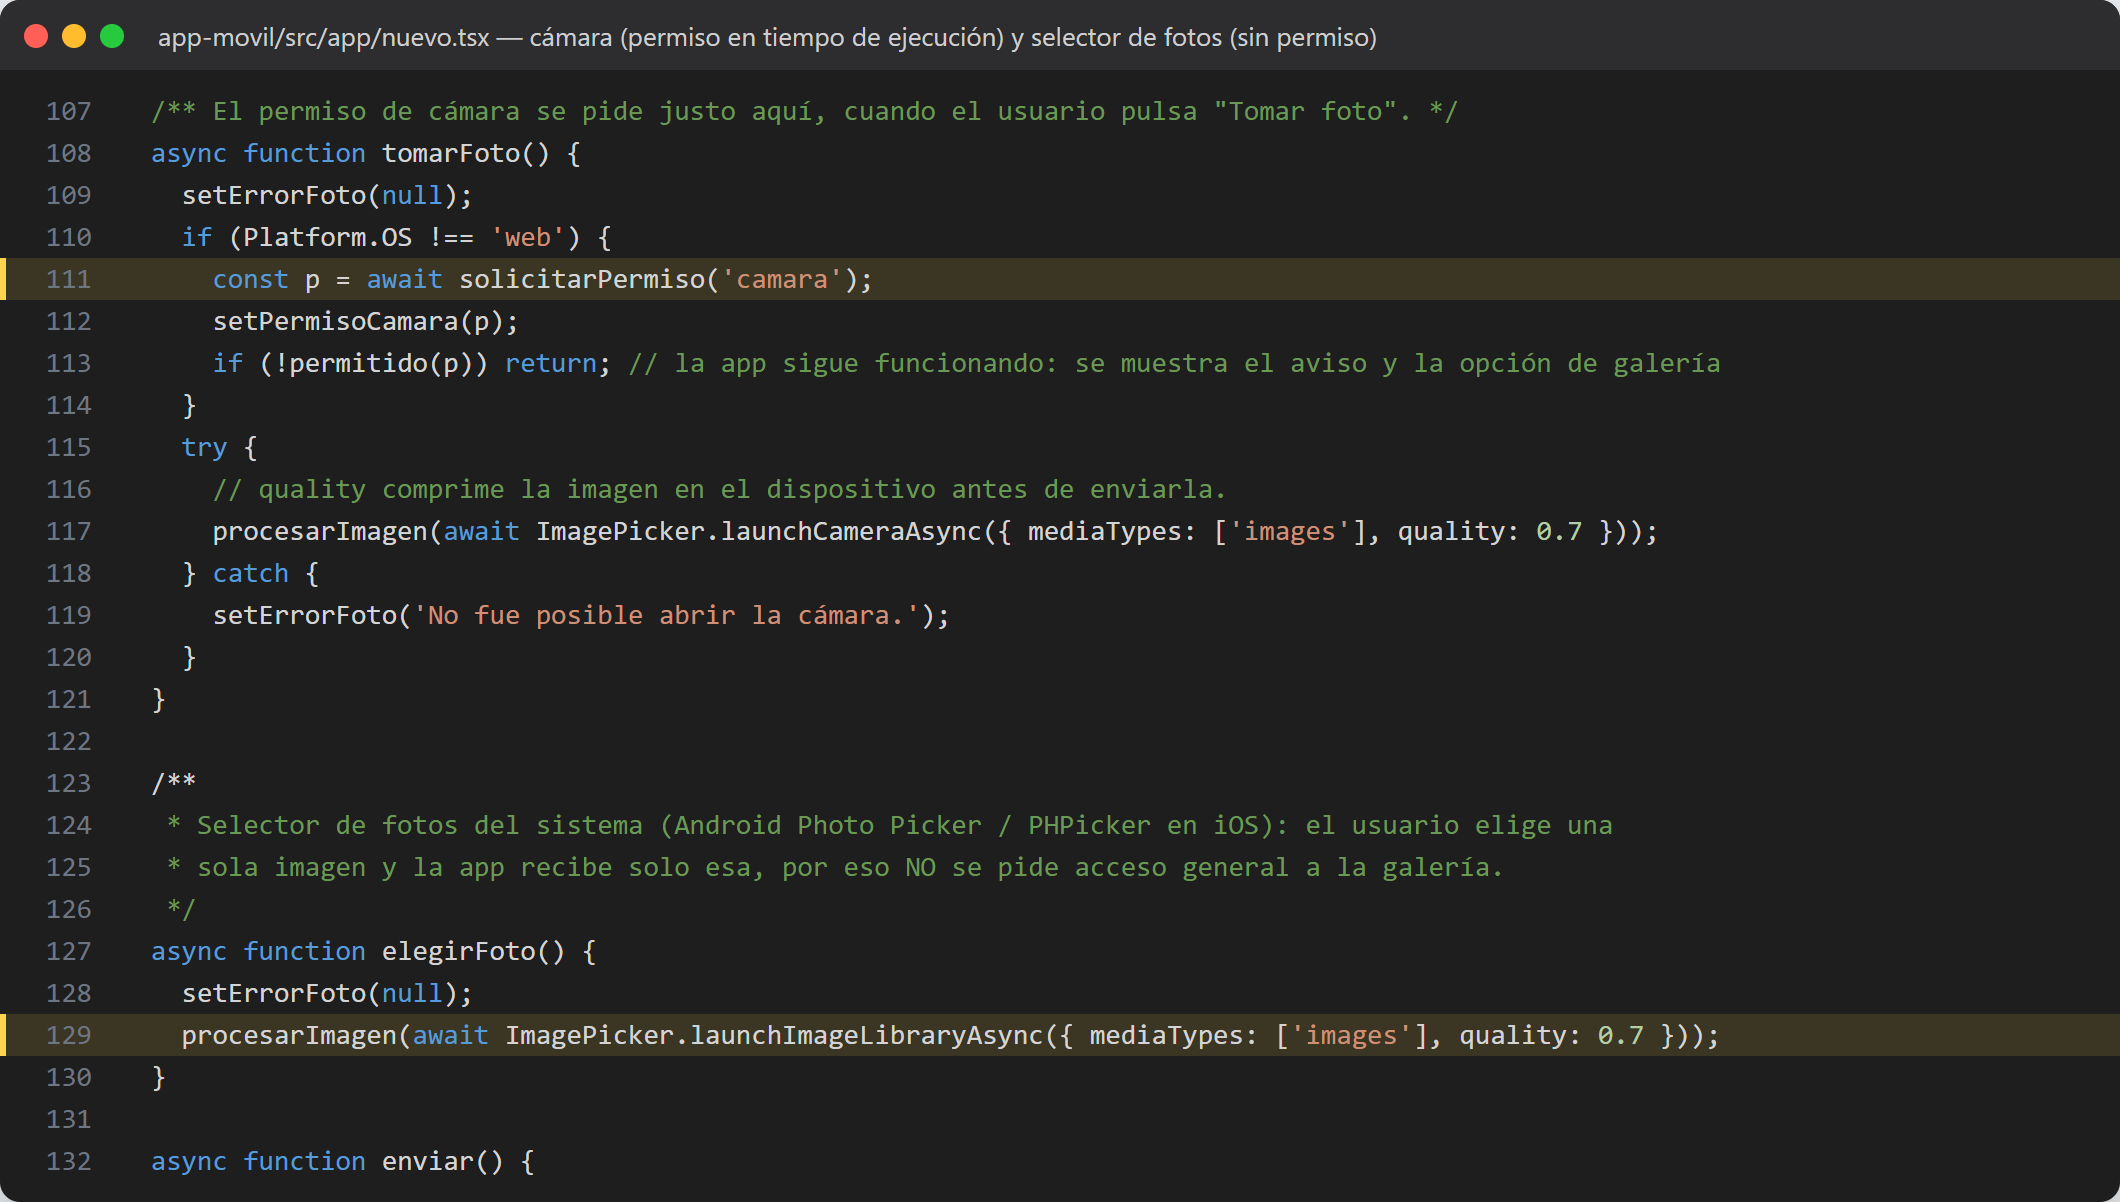 app-movil/src/app/nuevo.tsx — cámara (permiso en tiempo de ejecución) y selector de fotos (sin permiso)
107 /** El permiso de cámara se pide justo aquí, cuando el usuario pulsa "Tomar foto". */
108 async function tomarFoto() {
109   setErrorFoto(null);
110   if (Platform.OS !== 'web') {
111     const p = await solicitarPermiso('camara');
112     setPermisoCamara(p);
113     if (!permitido(p)) return; // la app sigue funcionando: se muestra el aviso y la opción de galería
114   }
115   try {
116     // quality comprime la imagen en el dispositivo antes de enviarla.
117     procesarImagen(await ImagePicker.launchCameraAsync({ mediaTypes: ['images'], quality: 0.7 }));
118   } catch {
119     setErrorFoto('No fue posible abrir la cámara.');
120   }
121 }
122
123 /**
124  * Selector de fotos del sistema (Android Photo Picker / PHPicker en iOS): el usuario elige una
125  * sola imagen y la app recibe solo esa, por eso NO se pide acceso general a la galería.
126  */
127 async function elegirFoto() {
128   setErrorFoto(null);
129   procesarImagen(await ImagePicker.launchImageLibraryAsync({ mediaTypes: ['images'], quality: 0.7 }));
130 }
131
132 async function enviar() {